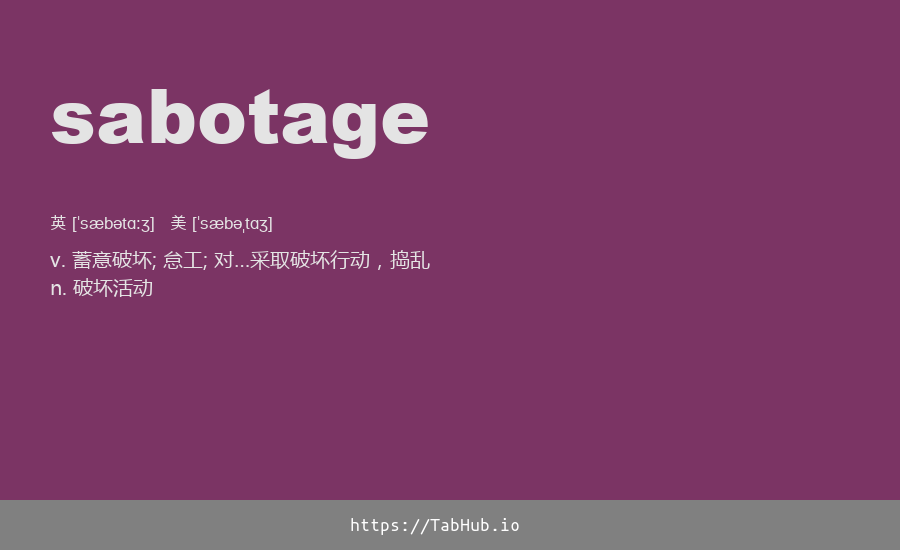 sabotage
英 [ˈsæbətɑːʒ] 美 [ˈsæbəˌtɑʒ]
v. 蓄意破坏; 怠工; 对…采取破坏行动，捣乱
n. 破坏活动
https://TabHub.io